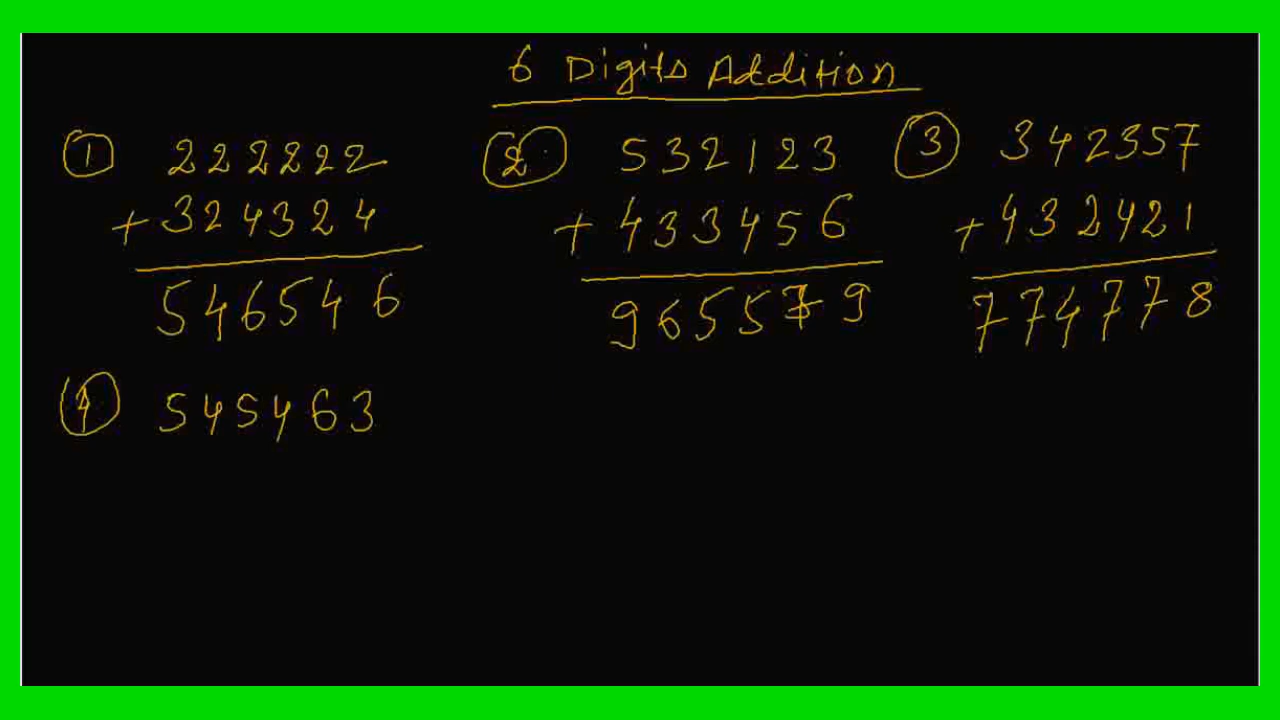 6 Digits Addition
① 222222 ② 532123 ③ 342357
+ 324324 + 433456 + 432421
546546 965579 774778
④ 545463